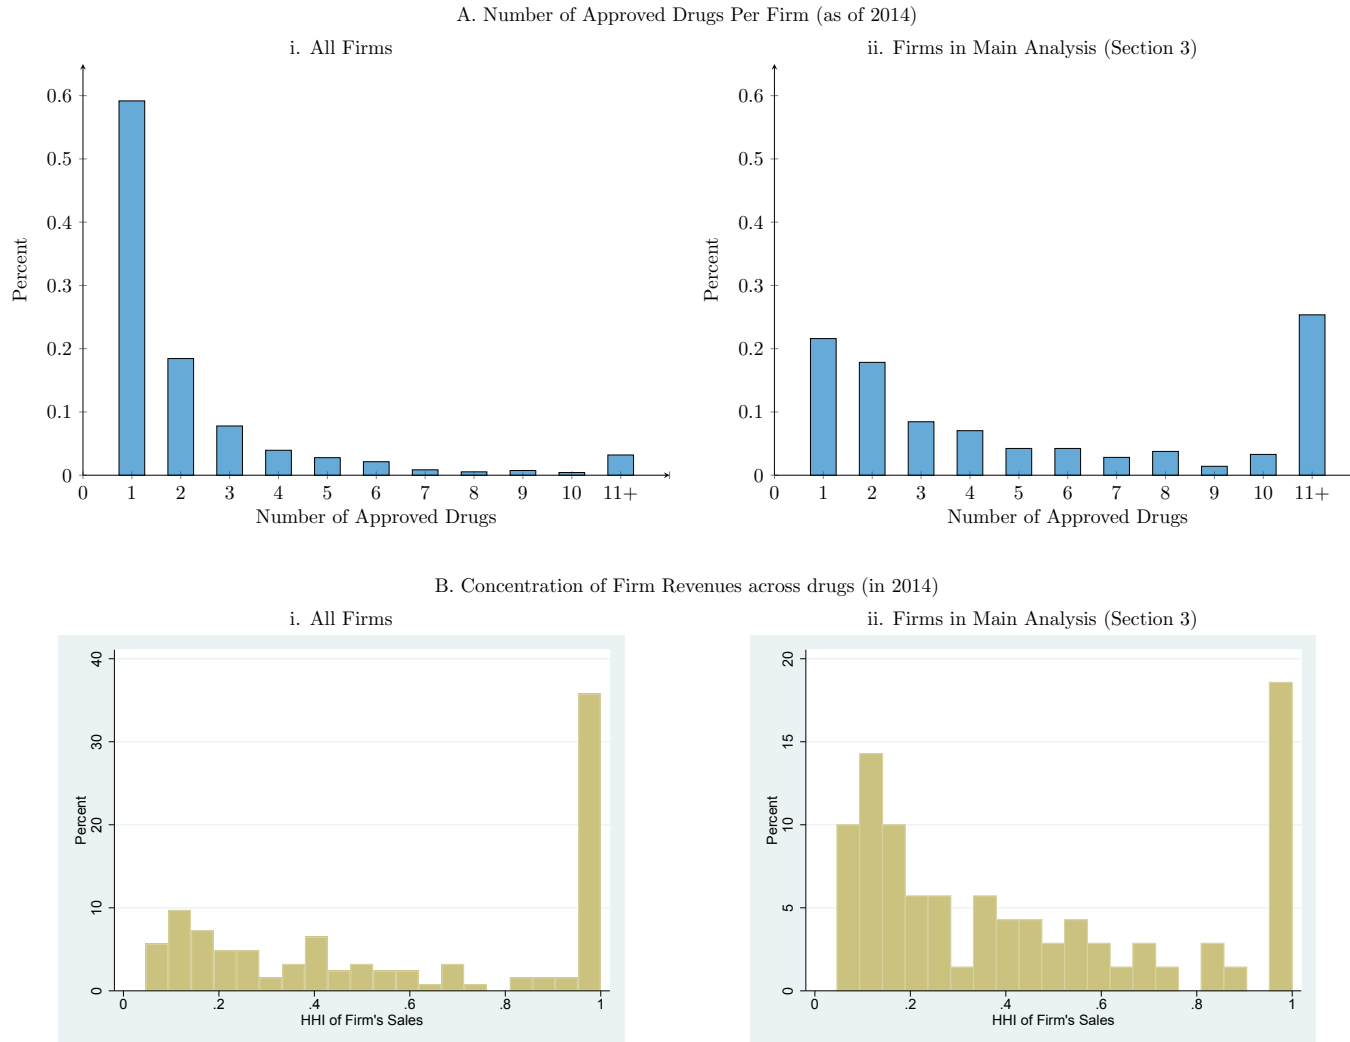 A. Number of Approved Drugs Per Firm (as of 2014)
i. All Firms
0.6
0.5
0.4
0.3
0.2
0.1
0
Percent
0 1 2 3 4 5 6 7 8 9 10 11+
Number of Approved Drugs
ii. Firms in Main Analysis (Section 3)
0.6
0.5
0.4
0.3
0.2
0.1
0
Percent
0 1 2 3 4 5 6 7 8 9 10 11+
Number of Approved Drugs
B. Concentration of Firm Revenues across drugs (in 2014)
i. All Firms
40
30
20
10
0
Percent
0 .2 .4 .6 .8 1
HHI of Firm's Sales
ii. Firms in Main Analysis (Section 3)
20
15
10
5
0
Percent
0 .2 .4 .6 .8 1
HHI of Firm's Sales